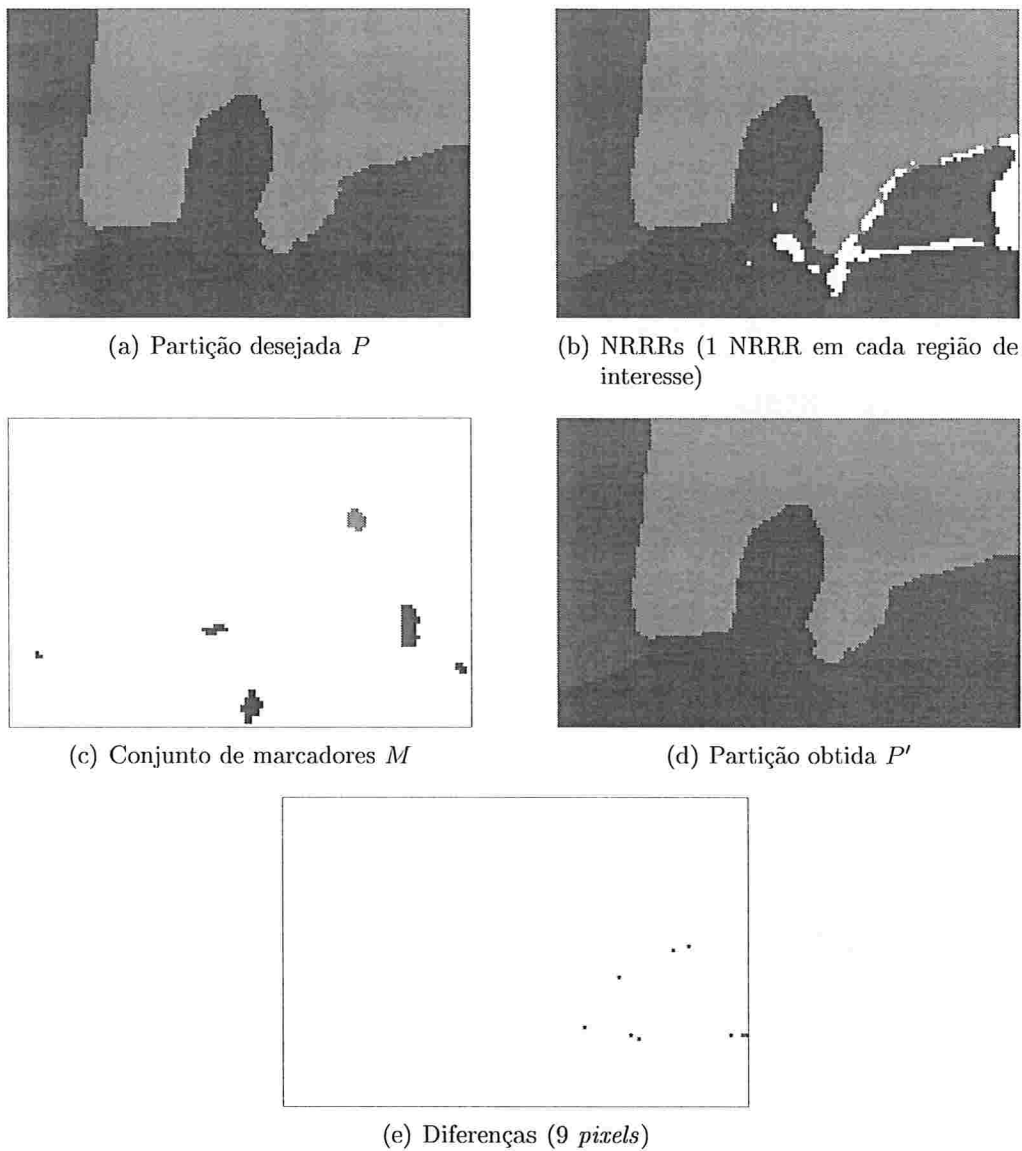 (a) Partição desejada P
(b) NRRRs (1 NRRR em cada região de
interesse)
(c) Conjunto de marcadores M
(d) Partição obtida P′
(e) Diferenças (9 pixels)